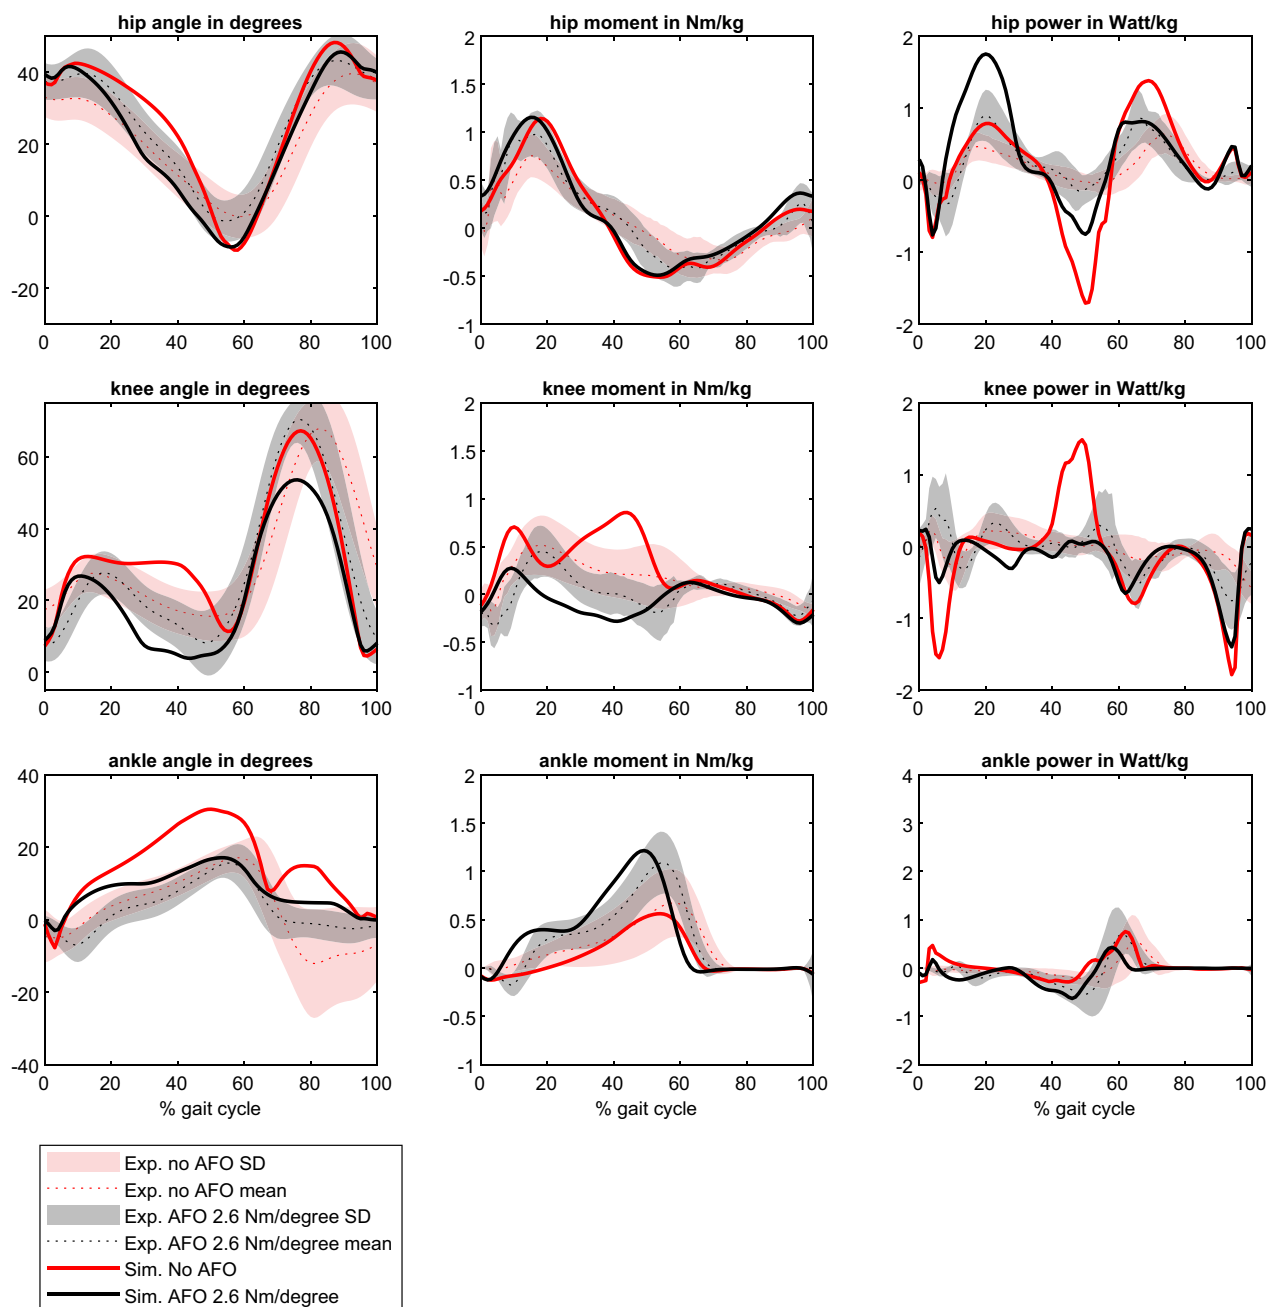 hip angle in degrees
hip moment in Nm/kg
hip power in Watt/kg
40
20
0
-20
0 20 40 60 80 100
2
1.5
1
0.5
0
-0.5
-1
0 20 40 60 80 100
2
1
0
-1
-2
0 20 40 60 80 100
knee angle in degrees
knee moment in Nm/kg
knee power in Watt/kg
60
40
20
0
0 20 40 60 80 100
2
1.5
1
0.5
0
-0.5
-1
0 20 40 60 80 100
2
1
0
-1
-2
0 20 40 60 80 100
ankle angle in degrees
ankle moment in Nm/kg
ankle power in Watt/kg
40
20
0
-20
-40
0 20 40 60 80 100
% gait cycle
2
1.5
1
0.5
0
-0.5
-1
0 20 40 60 80 100
% gait cycle
4
3
2
1
0
-1
-2
0 20 40 60 80 100
% gait cycle
Exp. no AFO SD
Exp. no AFO mean
Exp. AFO 2.6 Nm/degree SD
Exp. AFO 2.6 Nm/degree mean
Sim. No AFO
Sim. AFO 2.6 Nm/degree